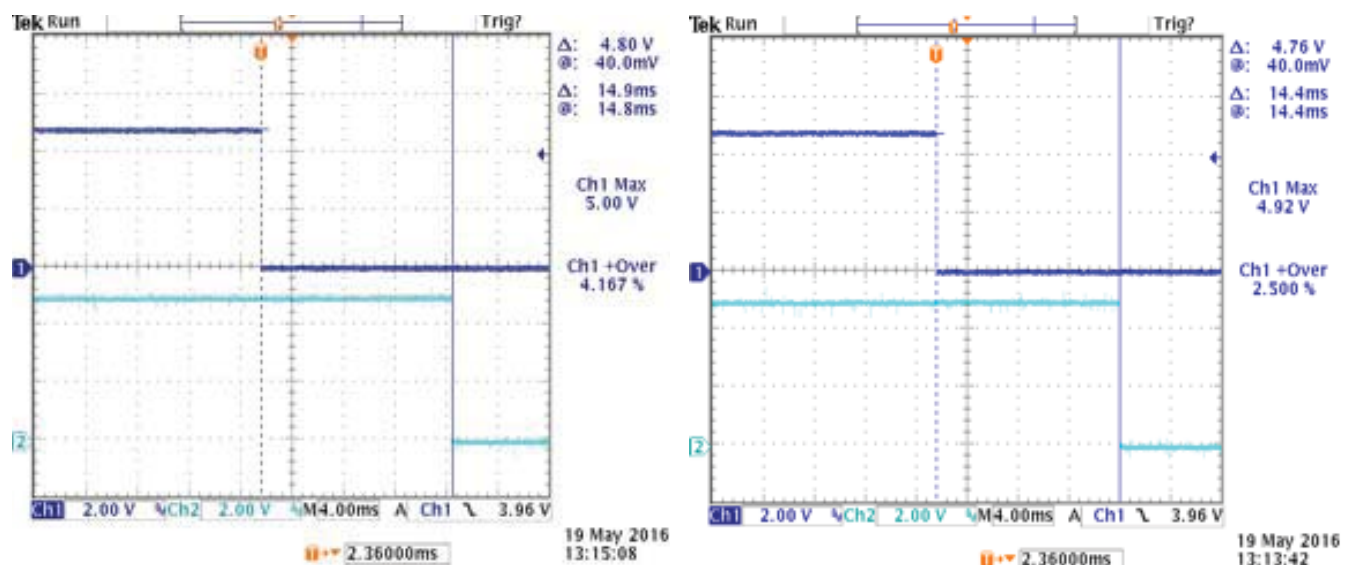 Tek Run Trig?
T
Δ: 4.80 V
@: 40.0mV
Δ: 14.9ms
@: 14.8ms
Ch1 Max
5.00 V
1
Ch1 +Over
4.167 %
2
Ch1 2.00 V Ch2 2.00 V M4.00ms A Ch1 3.96 V
T 2.36000ms
19 May 2016
13:15:08
Tek Run Trig?
T
Δ: 4.76 V
@: 40.0mV
Δ: 14.4ms
@: 14.4ms
Ch1 Max
4.92 V
1
Ch1 +Over
2.500 %
2
Ch1 2.00 V Ch2 2.00 V M4.00ms A Ch1 3.96 V
T 2.36000ms
19 May 2016
13:13:42